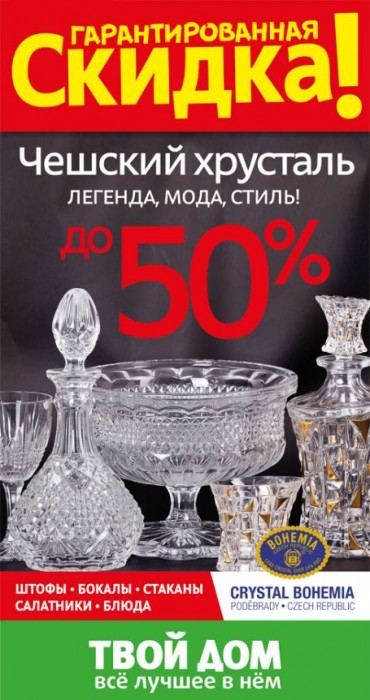 ГАРАНТИРОВАННАЯ
СКИДКА!
Чешский хрусталь
ЛЕГЕНДА, МОДА, СТИЛЬ!
до 50%
BOHEMIA
ШТОФЫ • БОКАЛЫ • СТАКАНЫ
САЛАТНИКИ • БЛЮДА
CRYSTAL BOHEMIA
PODĚBRADY • CZECH REPUBLIC
ТВОЙ ДОМ
всё лучшее в нём